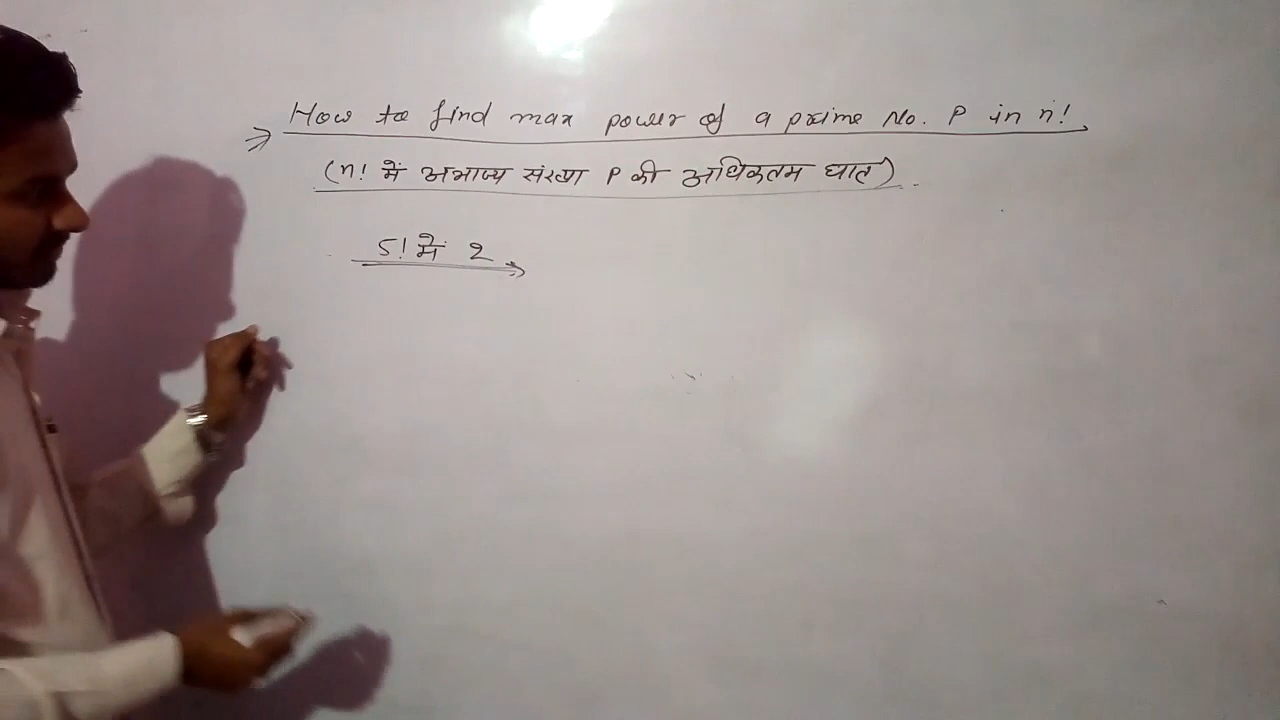 ⇒ How to find max power of a prime No. P in n!
(n! में अभाज्य संख्या P की अधिकतम घात)
5! में 2